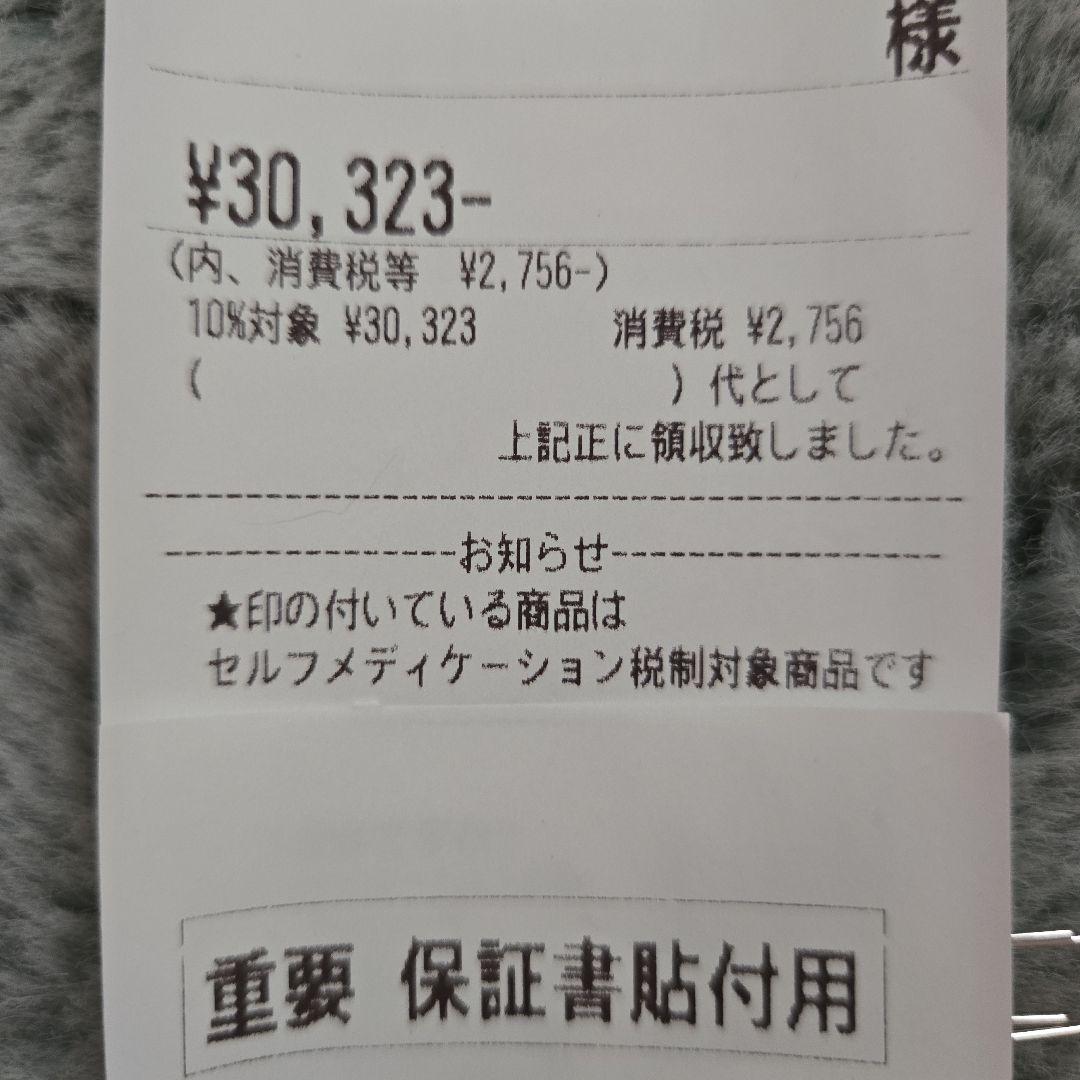 様
¥30,323-
(内、消費税等 ¥2,756-)
10%対象 ¥30,323 消費税 ¥2,756
( ) 代として
上記正に領収致しました。
---------------お知らせ-----------------
★印の付いている商品は
セルフメディケーション税制対象商品です
重要 保証書貼付用